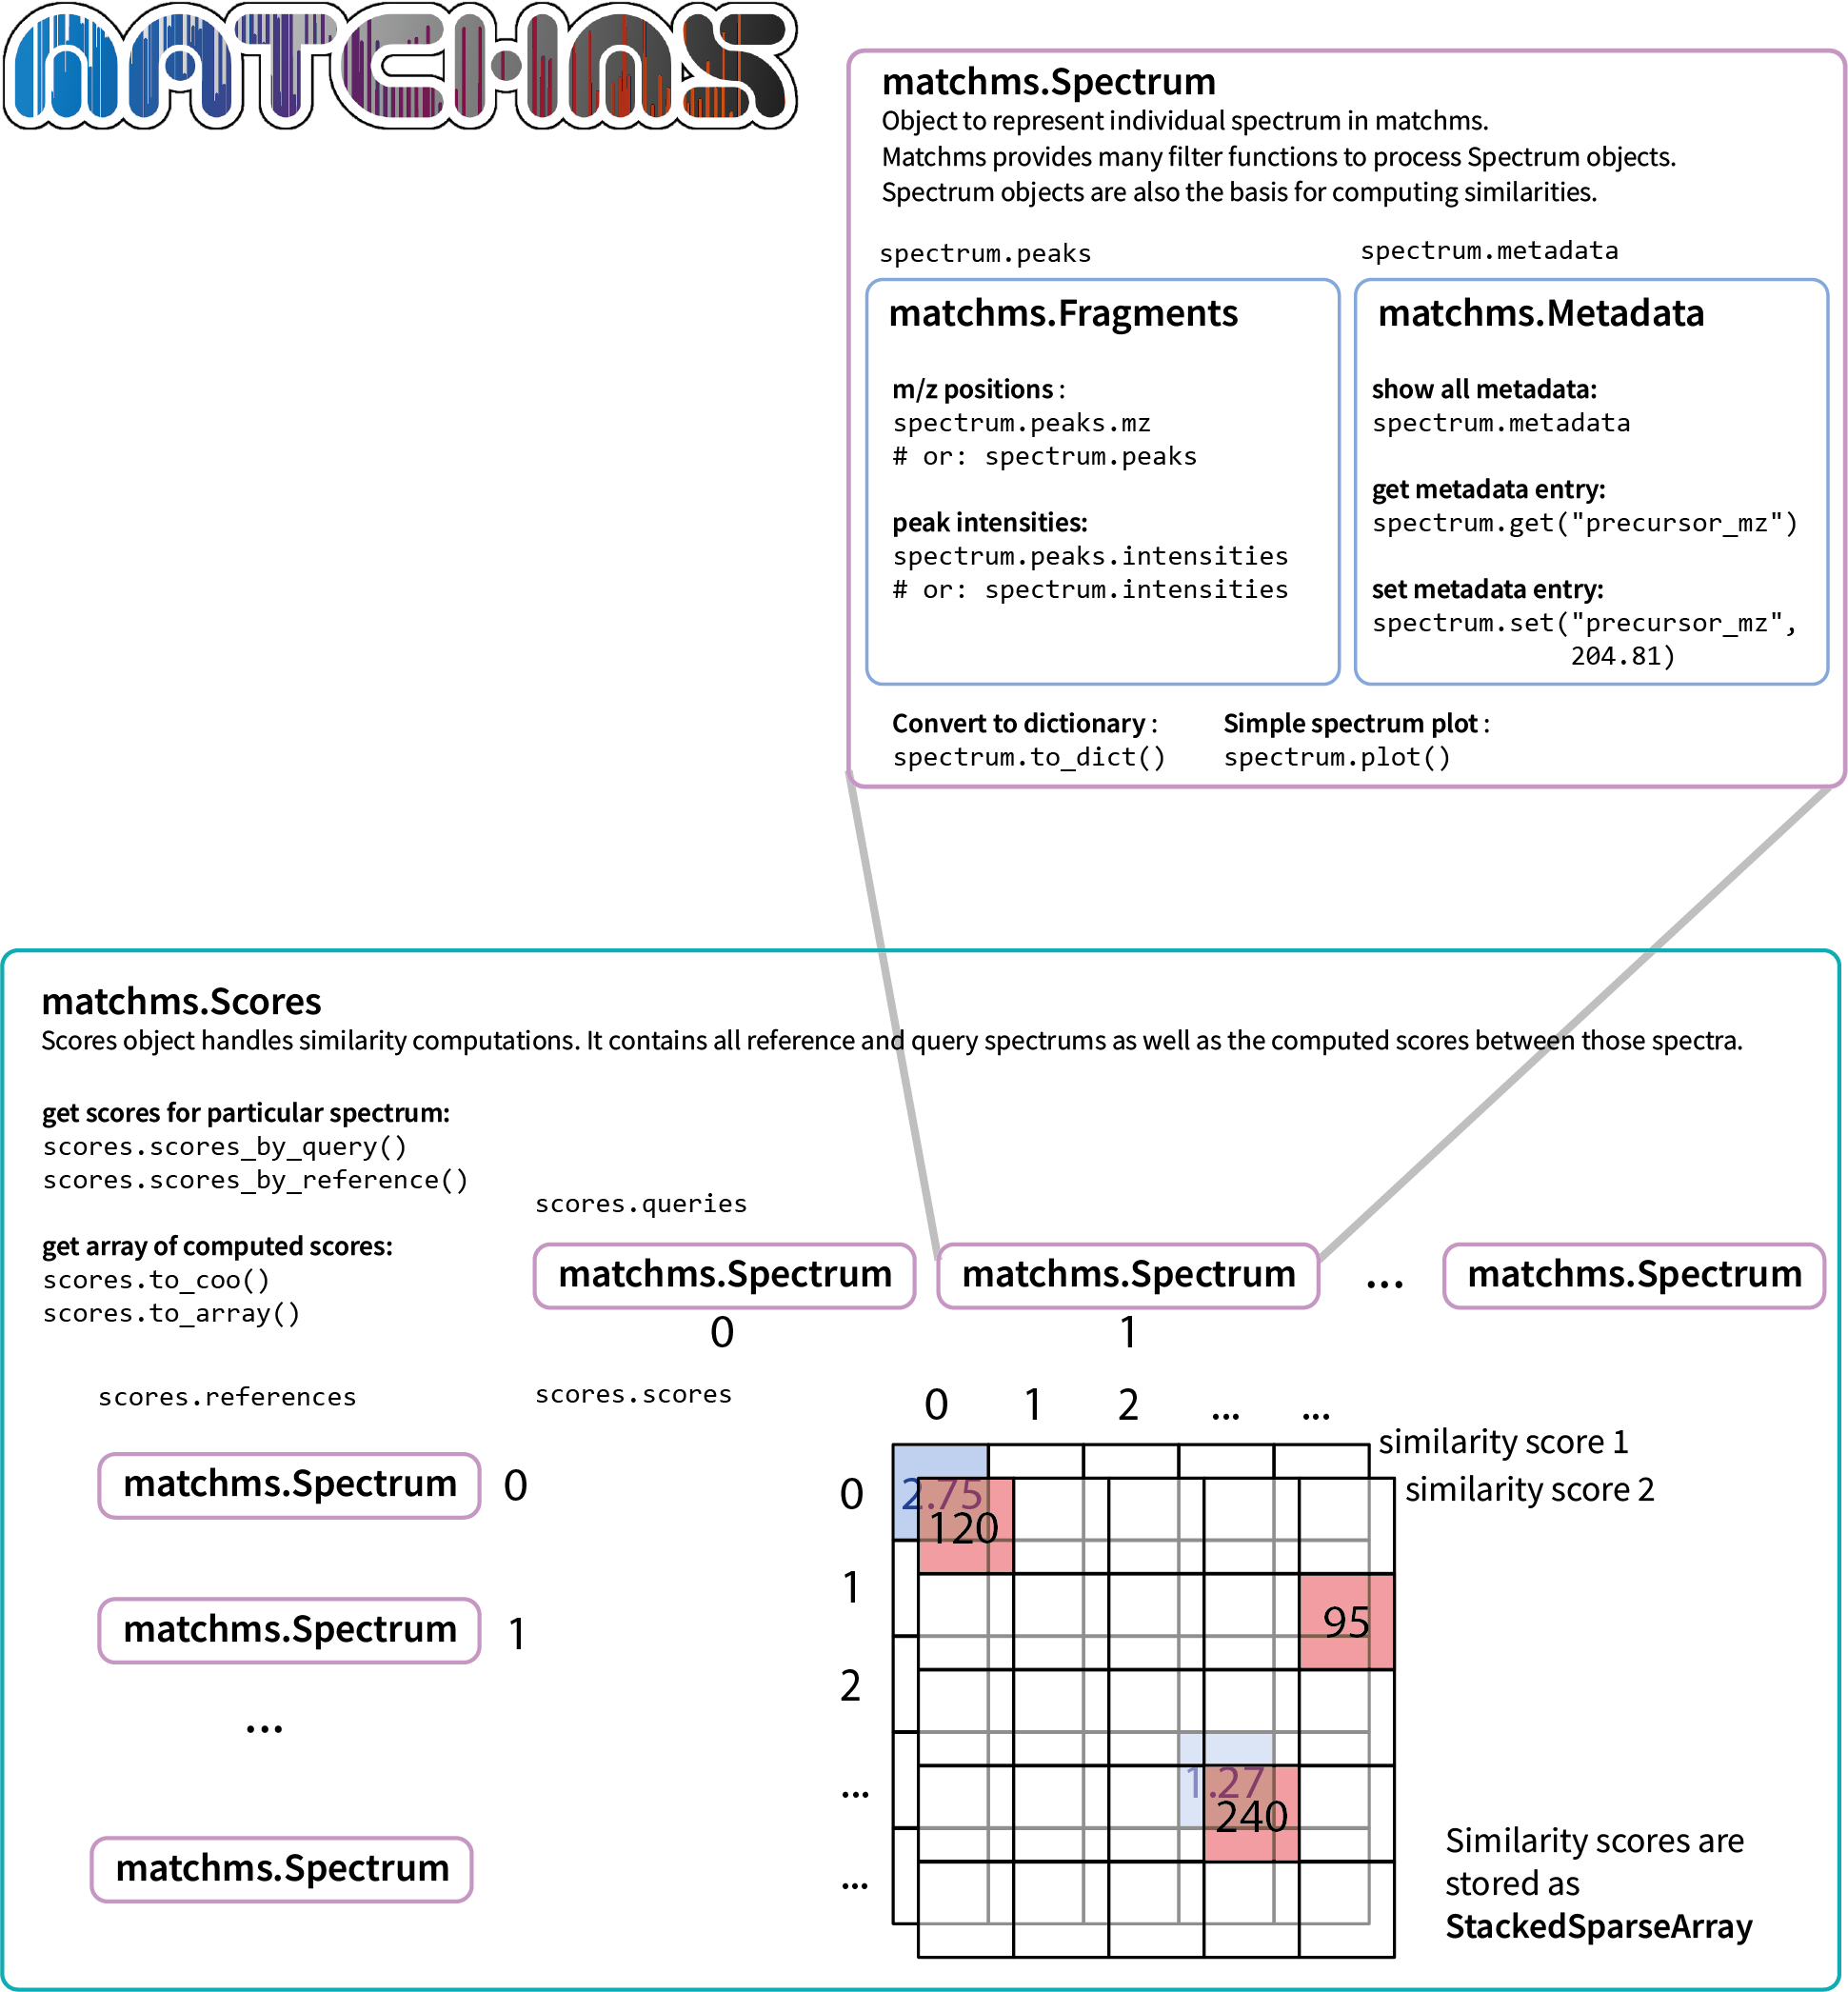 MATCHMS
matchms.Spectrum
Object to represent individual spectrum in matchms.
Matchms provides many filter functions to process Spectrum objects.
Spectrum objects are also the basis for computing similarities.
spectrum.peaks
matchms.Fragments
m/z positions :
spectrum.peaks.mz
# or: spectrum.peaks
peak intensities:
spectrum.peaks.intensities
# or: spectrum.intensities
spectrum.metadata
matchms.Metadata
show all metadata:
spectrum.metadata
get metadata entry:
spectrum.get("precursor_mz")
set metadata entry:
spectrum.set("precursor_mz",
204.81)
Convert to dictionary :
spectrum.to_dict()
Simple spectrum plot :
spectrum.plot()
matchms.Scores
Scores object handles similarity computations. It contains all reference and query spectrums as well as the computed scores between those spectra.
get scores for particular spectrum:
scores.scores_by_query()
scores.scores_by_reference()
get array of computed scores:
scores.to_coo()
scores.to_array()
scores.queries
matchms.Spectrum
matchms.Spectrum
...
matchms.Spectrum
0
1
scores.references
matchms.Spectrum
0
matchms.Spectrum
1
...
matchms.Spectrum
scores.scores
0 1 2 ... ...
similarity score 1
similarity score 2
0
2.75
120
1
95
2
...
1.27
240
...
Similarity scores are
stored as
StackedSparseArray